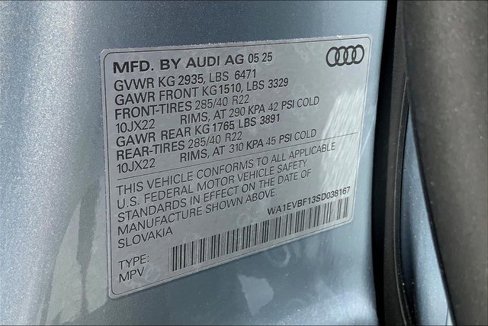 MFD. BY AUDI AG 05 25
GVWR KG 2935, LBS 6471
GAWR FRONT KG1510, LBS 3329
FRONT-TIRES 285/40 R22
10JX22 RIMS, AT 290 KPA 42 PSI COLD
GAWR REAR KG 1765, LBS 3891
REAR-TIRES 285/40 R22
10JX22 RIMS, AT 310 KPA 45 PSI COLD
THIS VEHICLE CONFORMS TO ALL APPLICABLE
U.S. FEDERAL MOTOR VEHICLE SAFETY
STANDARDS IN EFFECT ON THE DATE OF
MANUFACTURE SHOWN ABOVE.
SLOVAKIA
WA1EVBF13SD038167
TYPE:
MPV